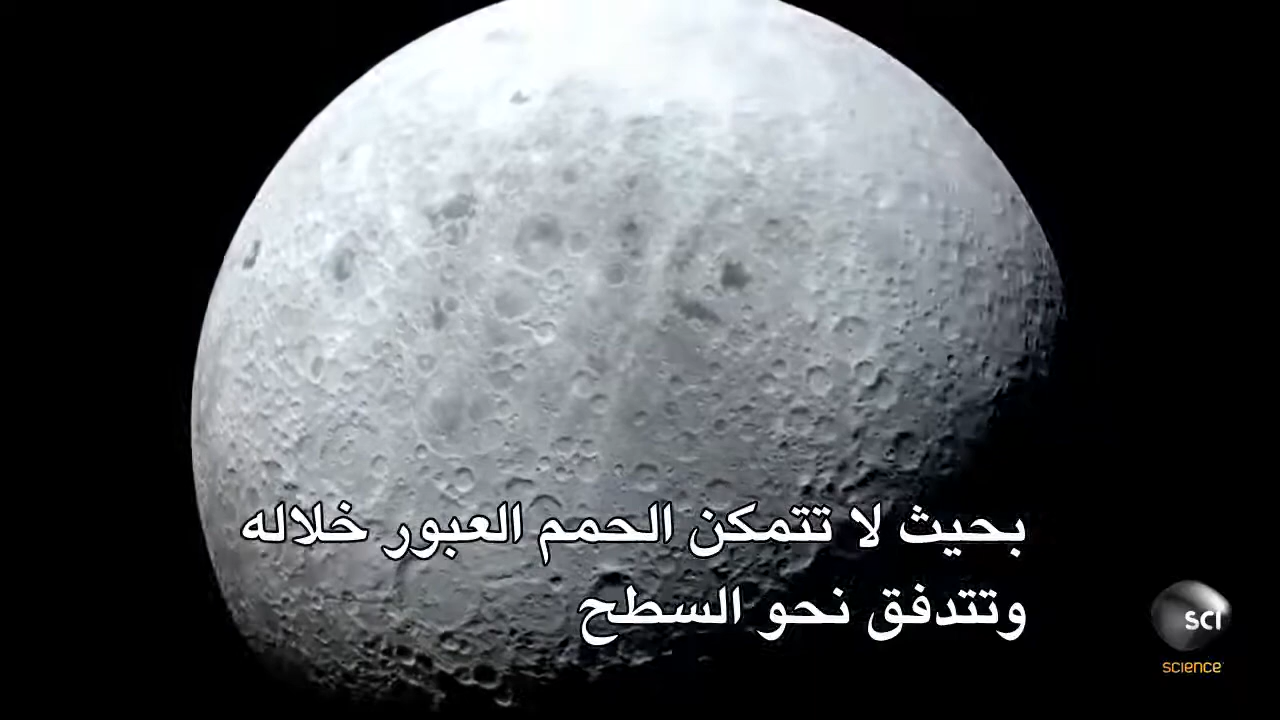 بحيث لا تتمكن الحمم العبور خلاله
وتتدفق نحو السطح
sci
science